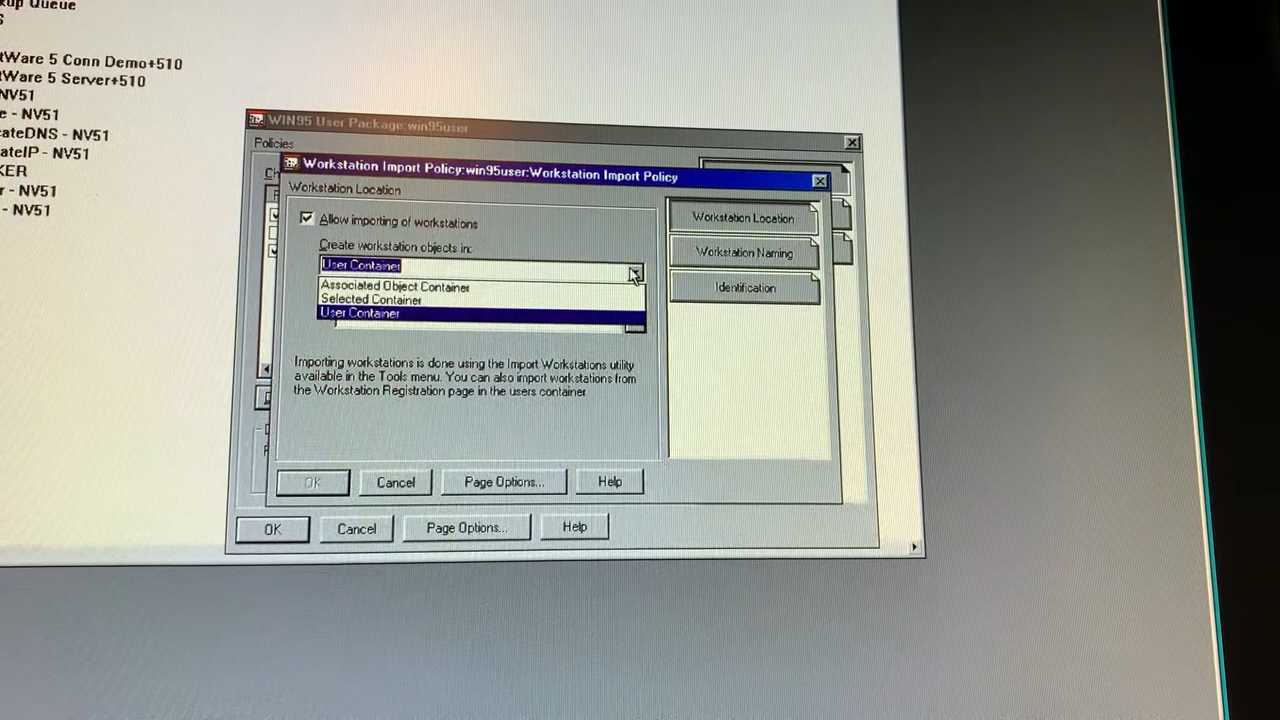 kup Queue
S
tWare 5 Conn Demo+510
tWare 5 Server+510
NV51
e - NV51
cateDNS - NV51
ateIP - NV51
KER
r - NV51
- NV51
WIN95 User Package:win95user
Policies
Workstation Import Policy:win95user:Workstation Import Policy
Workstation Location
Allow importing of workstations
Create workstation objects in:
User Container
Associated Object Container
Selected Container
User Container
Importing workstations is done using the Import Workstations utility
available in the Tools menu. You can also import workstations from
the Workstation Registration page in the users container
Workstation Location
Workstation Naming
Identification
OK
Cancel
Page Options...
Help
OK
Cancel
Page Options...
Help